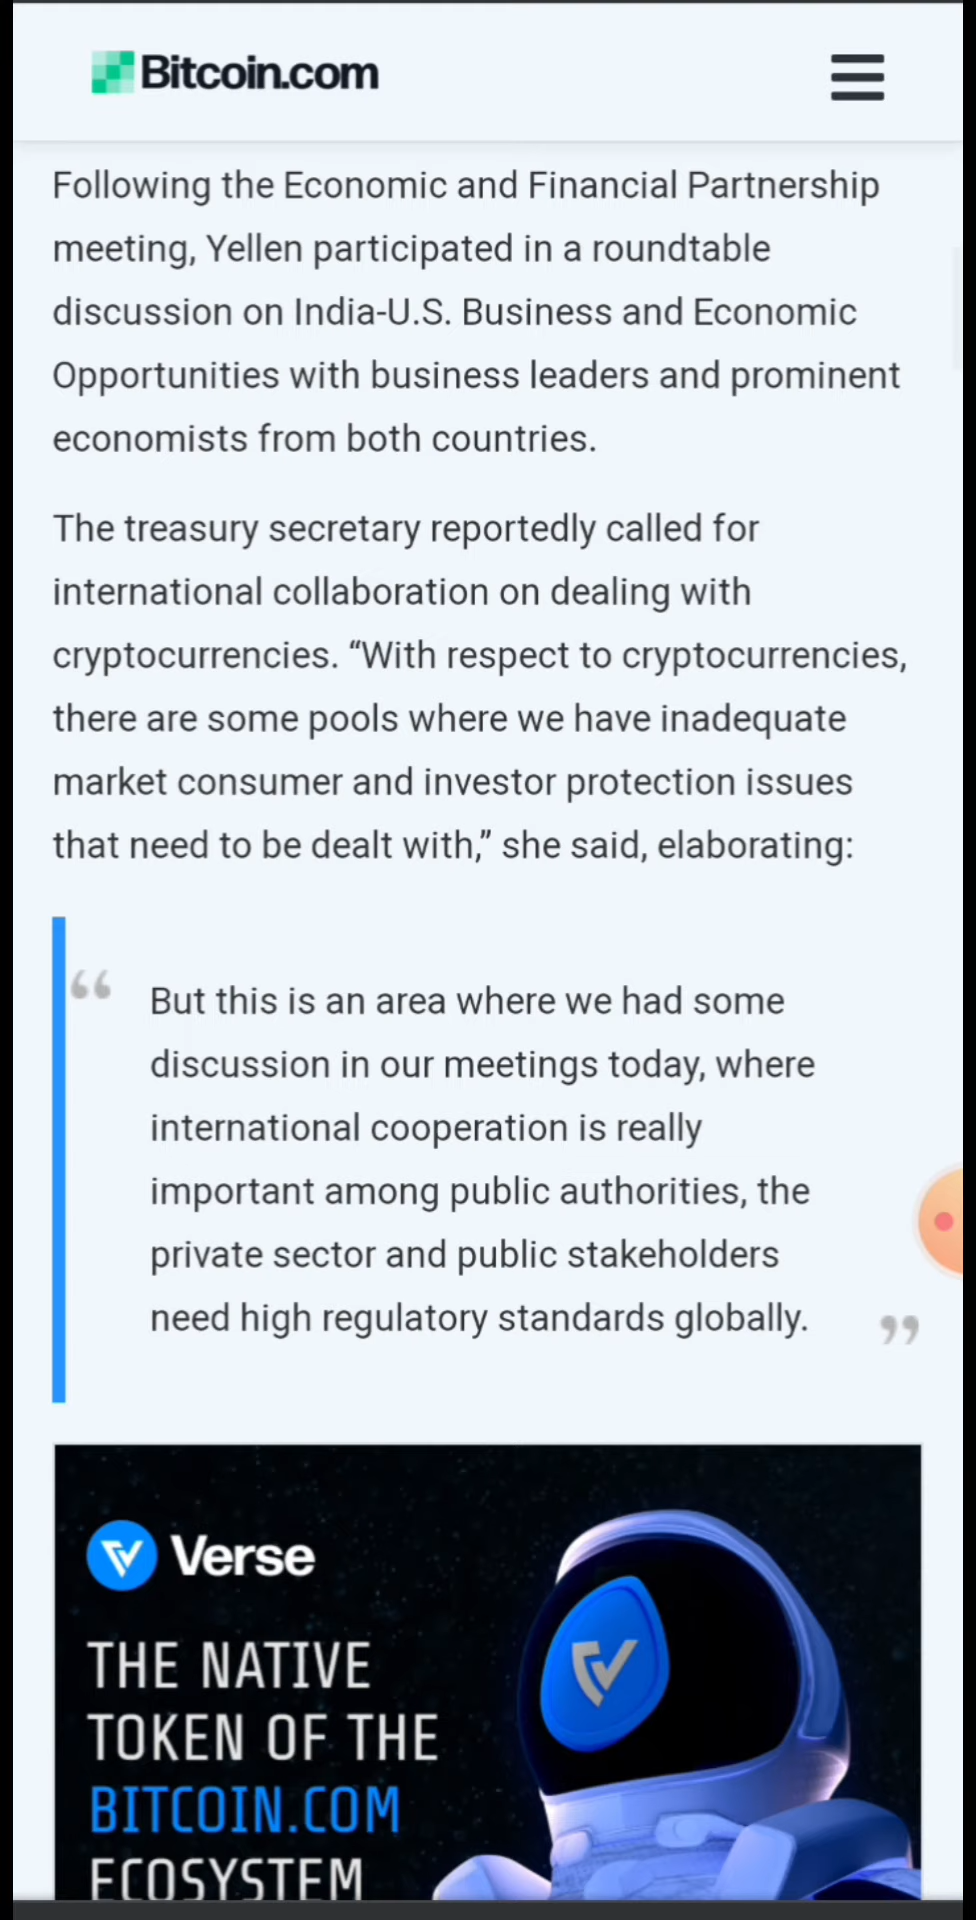 Bitcoin.com
Following the Economic and Financial Partnership
meeting, Yellen participated in a roundtable
discussion on India-U.S. Business and Economic
Opportunities with business leaders and prominent
economists from both countries.
The treasury secretary reportedly called for
international collaboration on dealing with
cryptocurrencies. “With respect to cryptocurrencies,
there are some pools where we have inadequate
market consumer and investor protection issues
that need to be dealt with,” she said, elaborating:
“ But this is an area where we had some
discussion in our meetings today, where
international cooperation is really
important among public authorities, the
private sector and public stakeholders
need high regulatory standards globally. ”
Verse
THE NATIVE
TOKEN OF THE
BITCOIN.COM
ECOSYSTEM